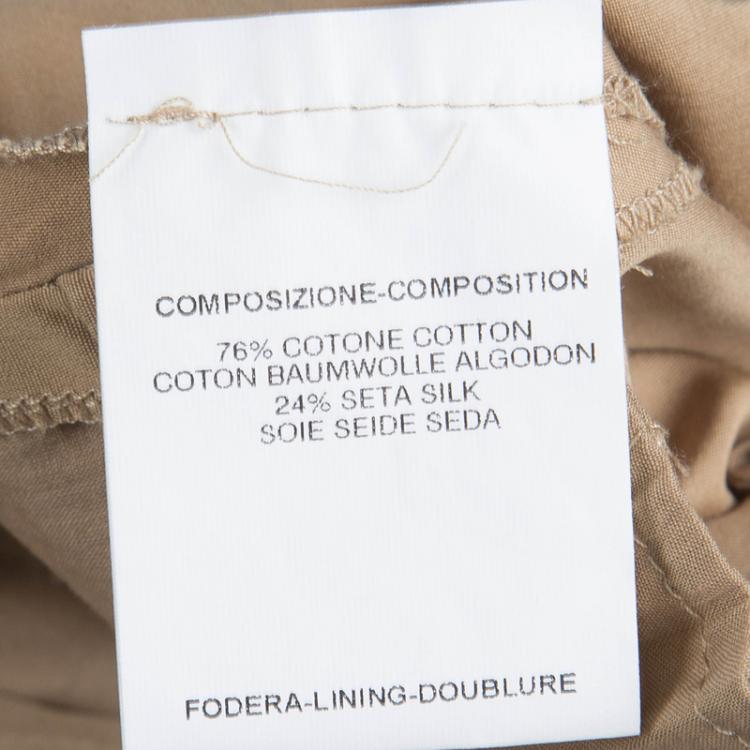 COMPOSIZIONE-COMPOSITION
76% COTONE COTTON
COTON BAUMWOLLE ALGODON
24% SETA SILK
SOIE SEIDE SEDA
FODERA-LINING-DOUBLURE